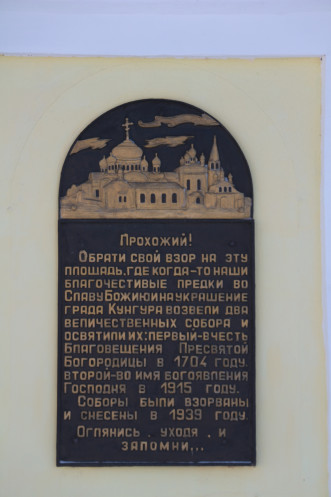 Прохожий!
Обрати свой взор на эту
площадь, где когда-то наши
благочестивые предки во
Славу Божию и на украшение
града Кунгура возвели два
величественных собора и
освятили их: первый-в честь
Благовещения Пресвятой
Богородицы в 1704 году,
второй-во имя Богоявления
Господня в 1915 году.
Соборы были взорваны
и снесены в 1939 году.
Оглянись, уходя, и
запомни...